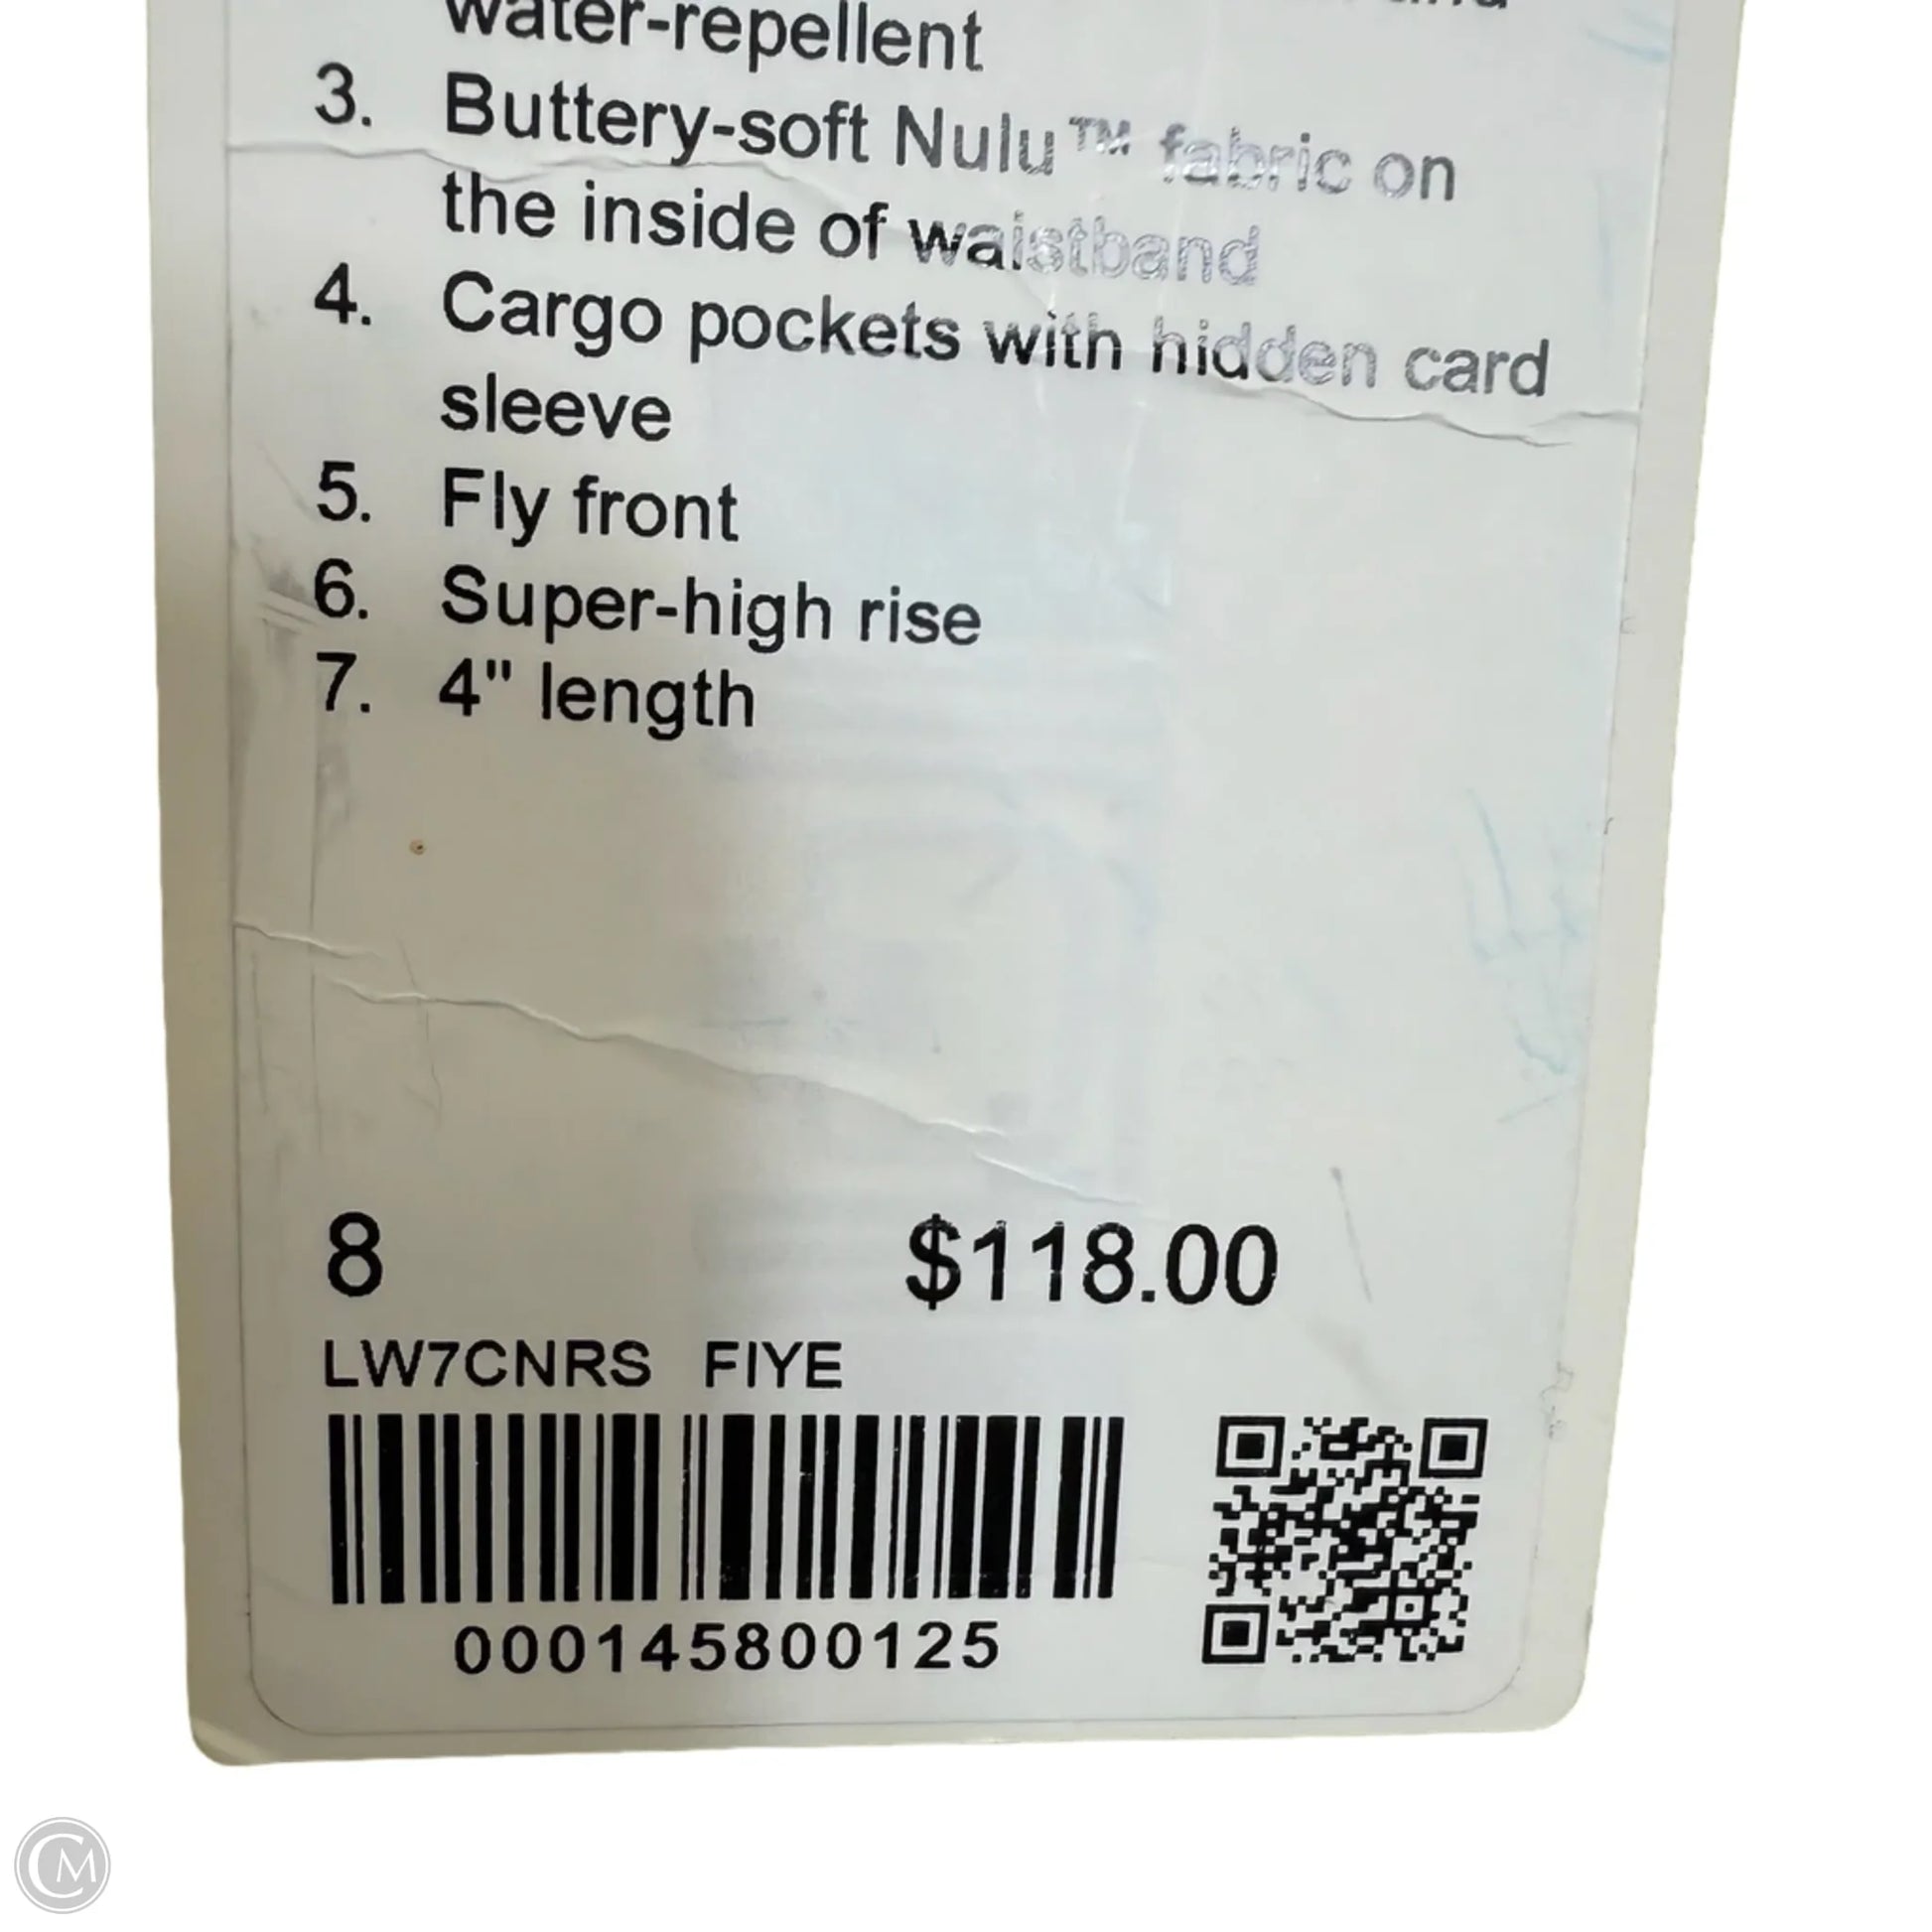 water-repellent
3. Buttery-soft Nulu™ fabric on
the inside of waistband
4. Cargo pockets with hidden card
sleeve
5. Fly front
6. Super-high rise
7. 4" length
8 $118.00
LW7CNRS FIYE
000145800125
CM